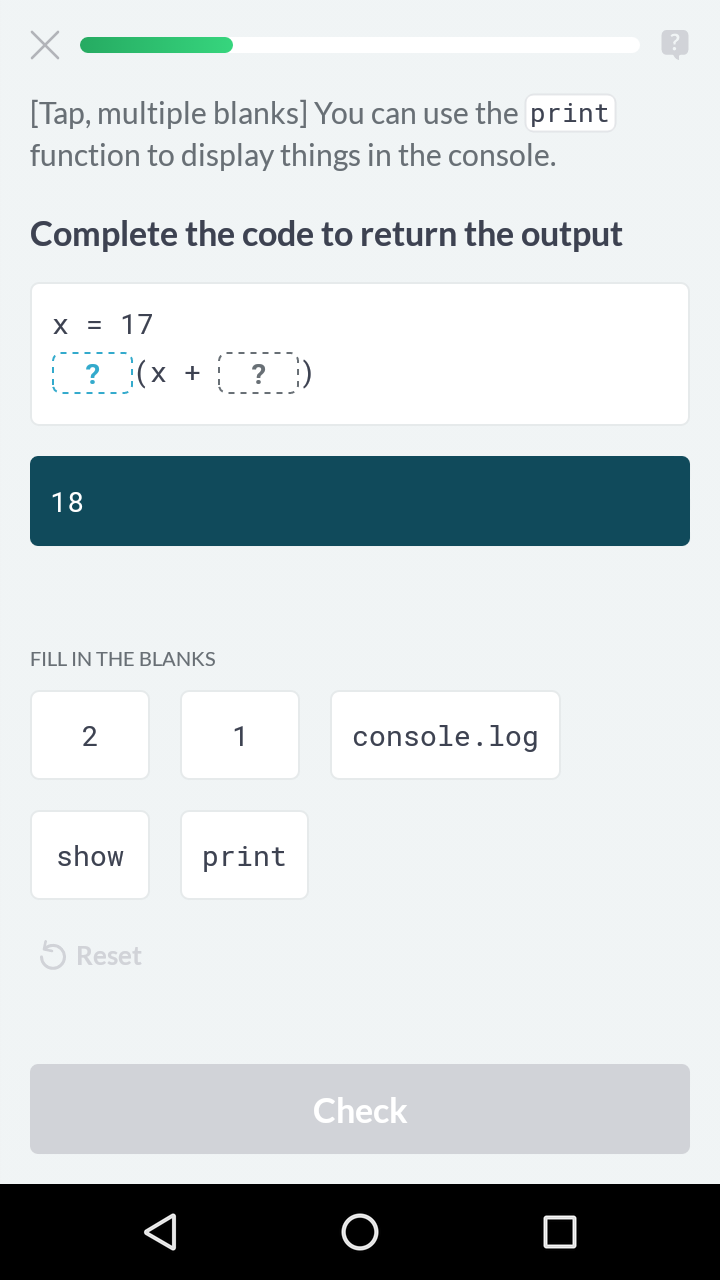 ?
[Tap, multiple blanks] You can use the print
function to display things in the console.
Complete the code to return the output
x = 17
?(x + ?)
18
FILL IN THE BLANKS
2 1 console.log
show print
Reset
Check